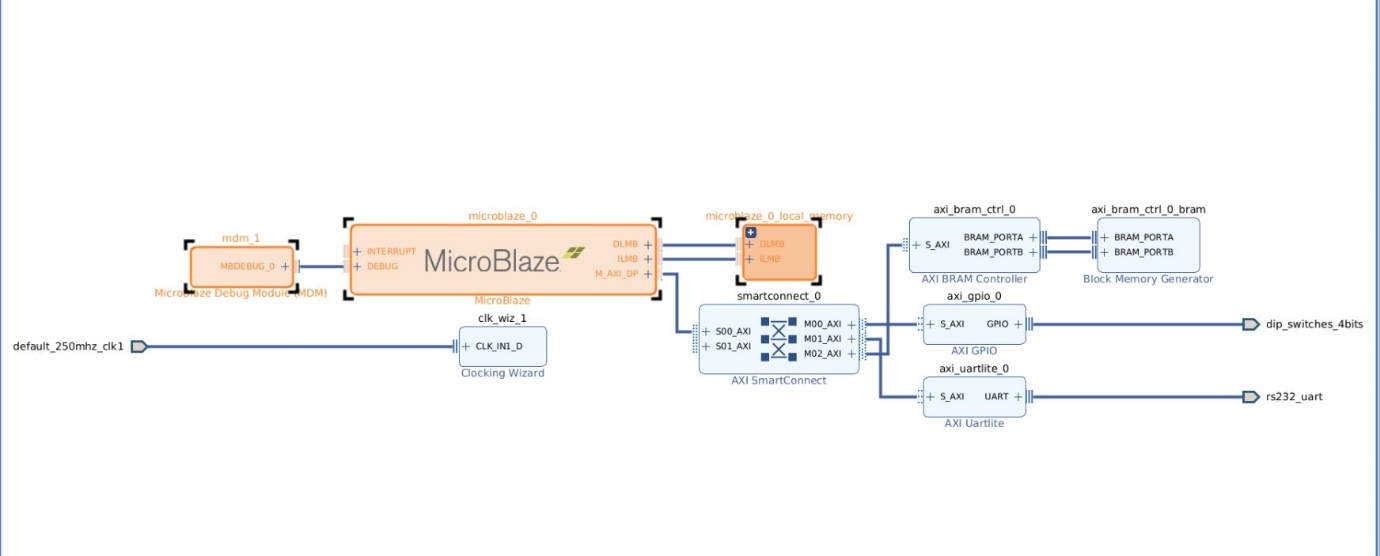 mdm_1
MBDEBUG_0
Microblaze Debug Module (MDM)
microblaze_0
INTERRUPT
DEBUG
MicroBlaze
DLMB
ILMB
M_AXI_DP
MicroBlaze
microblaze_0_local_memory
DLMB
ILMB
default_250mhz_clk1
clk_wiz_1
CLK_IN1_D
Clocking Wizard
smartconnect_0
S00_AXI
S01_AXI
M00_AXI
M01_AXI
M02_AXI
AXI SmartConnect
axi_bram_ctrl_0
S_AXI
BRAM_PORTA
BRAM_PORTB
AXI BRAM Controller
axi_bram_ctrl_0_bram
BRAM_PORTA
BRAM_PORTB
Block Memory Generator
axi_gpio_0
S_AXI
GPIO
AXI GPIO
dip_switches_4bits
axi_uartlite_0
S_AXI
UART
AXI Uartlite
rs232_uart